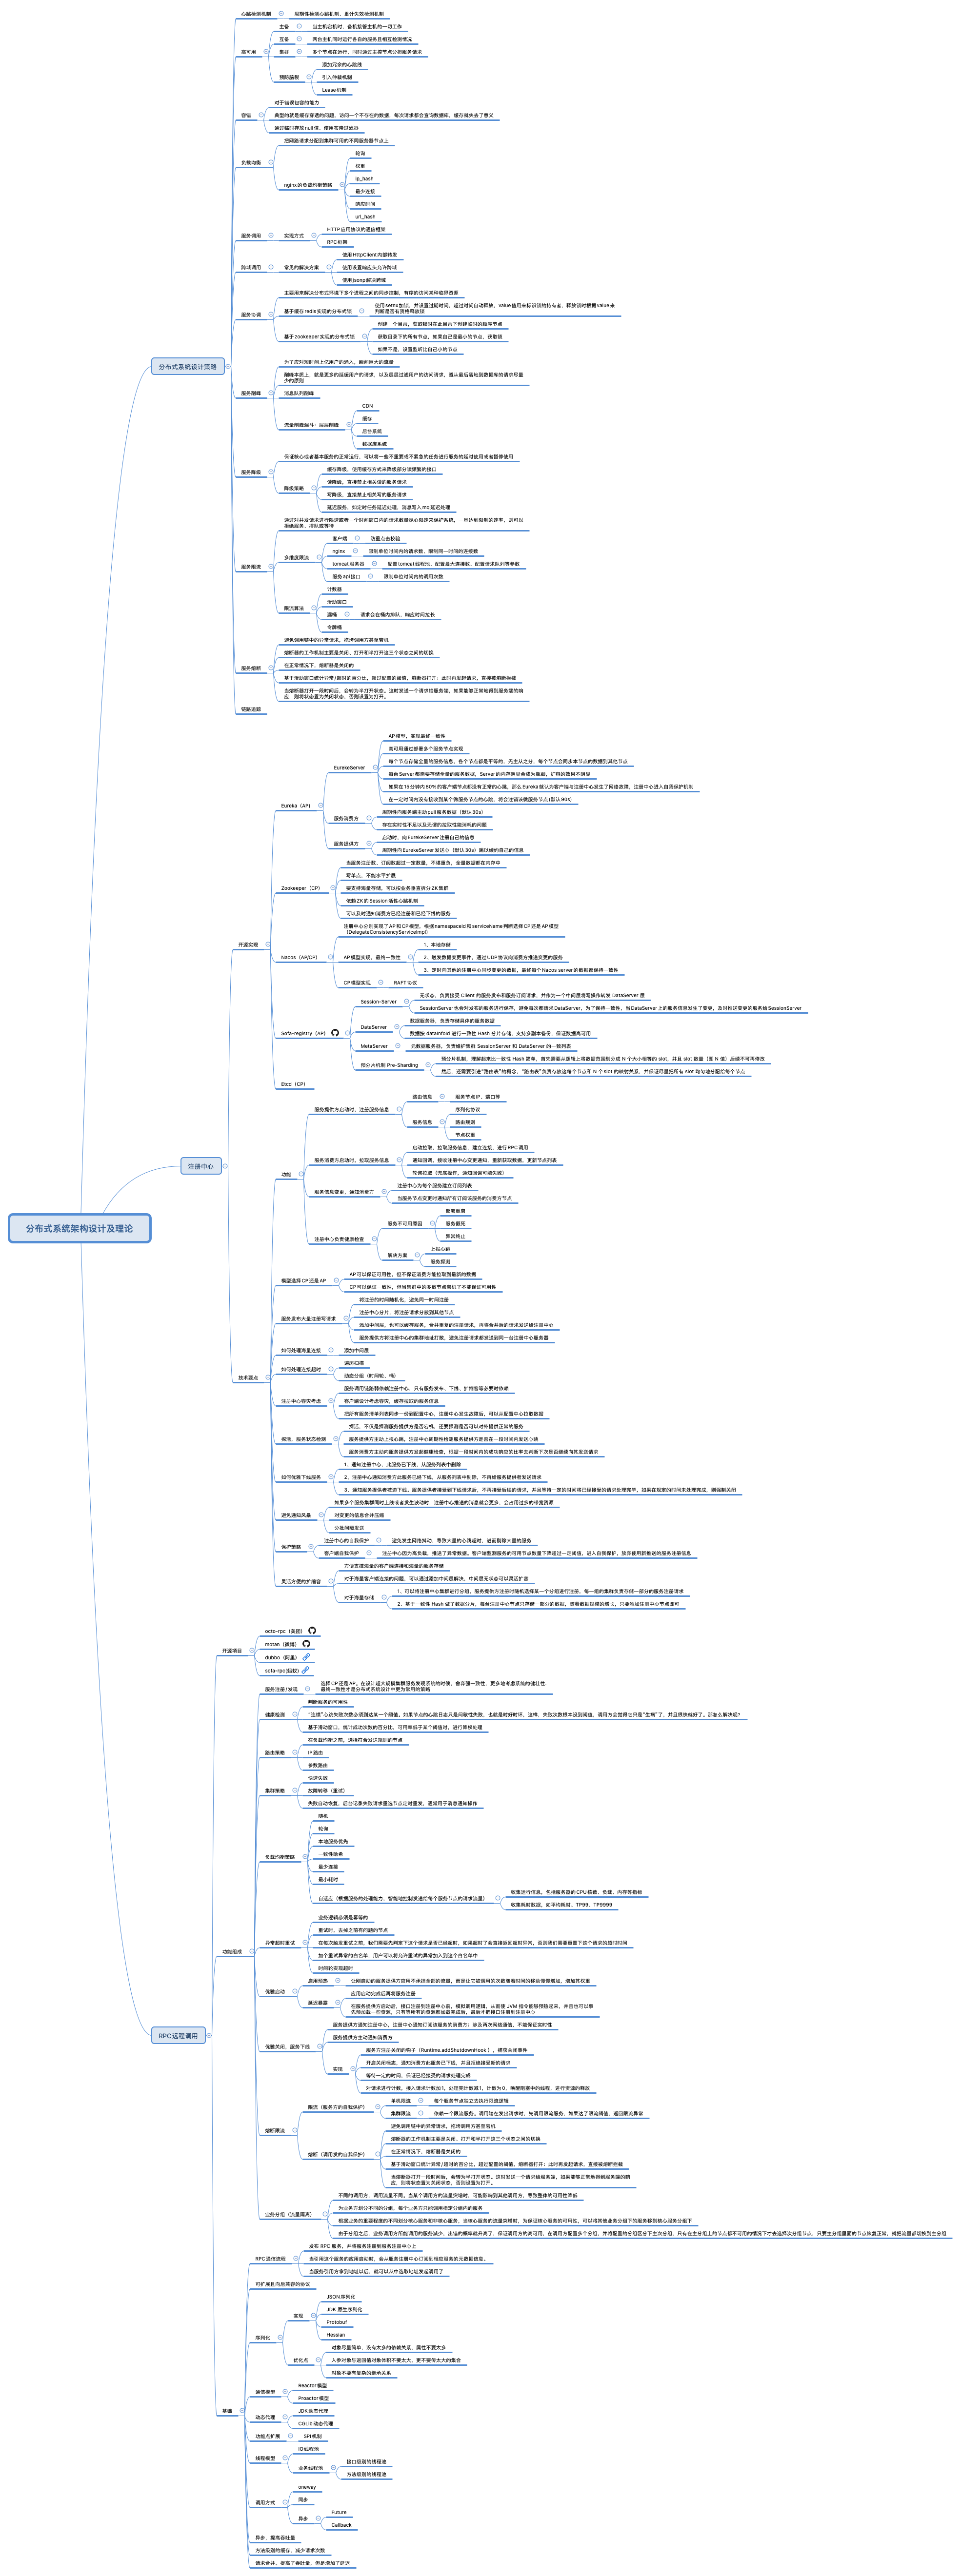 分布式系统架构设计及理论
分布式系统设计策略
心跳检测机制
周期性检测心跳机制、累计失效检测机制
高可用
主备
当主机宕机时，备机接管主机的一切工作
互备
两台主机同时运行各自的服务且相互检测情况
集群
多个节点在运行，同时通过主控节点分担服务请求
预防脑裂
添加冗余的心跳线
引入仲裁机制
Lease机制
容错
对于错误包容的能力
典型的就是缓存穿透的问题，访问一个不存在的数据，每次请求都会查询数据库，缓存就失去了意义
通过临时存放null值、使用布隆过滤器
负载均衡
把网路请求分配到集群可用的不同服务器节点上
nginx的负载均衡策略
轮询
权重
ip_hash
最少连接
响应时间
url_hash
服务调用
实现方式
HTTP应用协议的通信框架
RPC框架
跨域调用
常见的解决方案
使用HttpClient内部转发
使用设置响应头允许跨域
使用jsonp解决跨域
服务协调
主要用来解决分布式环境下多个进程之间的同步控制，有序的访问某种临界资源
基于缓存redis实现的分布式锁
使用setnx加锁，并设置过期时间，超过时间自动释放，value值用来标识锁的持有者，释放锁时根据value来
判断是否有资格释放锁
基于zookeeper实现的分布式锁
创建一个目录，获取锁时在此目录下创建临时的顺序节点
获取目录下的所有节点，如果自己是最小的节点，获取锁
如果不是，设置监听比自己小的节点
服务削峰
为了应对短时间上亿用户的涌入，瞬间巨大的流量
削峰本质上，就是更多的延缓用户的请求，以及层层过滤用户的访问请求，遵从最后落地到数据库的请求尽量
少的原则
消息队列削峰
流量削峰漏斗：层层削峰
CDN
缓存
后台系统
数据库系统
服务降级
保证核心或者基本服务的正常运行，可以将一些不重要或不紧急的任务进行服务的延时使用或者暂停使用
降级策略
缓存降级，使用缓存方式来降级部分读频繁的接口
读降级，直接禁止相关读的服务请求
写降级，直接禁止相关写的服务请求
延迟服务，如定时任务延迟处理，消息写入mq延迟处理
服务限流
通过对并发请求进行限速或者一个时间窗口内的请求数量尽心限速来保护系统，一旦达到限制的速率，则可以
拒绝服务、排队或等待
多维度限流
客户端
防重点击校验
nginx
限制单位时间内的请求数，限制同一时间的连接数
tomcat服务器
配置tomcat线程池，配置最大连接数、配置请求队列等参数
服务api接口
限制单位时间内的调用次数
限流算法
计数器
滑动窗口
漏桶
请求会在桶内排队，响应时间拉长
令牌桶
服务熔断
避免调用链中的异常请求，拖垮调用方甚至宕机
熔断器的工作机制主要是关闭、打开和半打开这三个状态之间的切换
在正常情况下，熔断器是关闭的
基于滑动窗口统计异常/超时的百分比，超过配置的阈值，熔断器打开；此时再发起请求，直接被熔断拦截
当熔断器打开一段时间后，会转为半打开状态，这时发送一个请求给服务端，如果能够正常地得到服务端的响
应，则将状态置为关闭状态，否则设置为打开。
链路追踪
注册中心
开源实现
Eureka（AP）
EurekeServer
AP模型，实现最终一致性
高可用通过部署多个服务节点实现
每个节点存储全量的服务信息，各个节点都是平等的，无主从之分，每个节点会同步本节点的数据到其他节点
每台Server都需要存储全量的服务数据，Server的内存明显会成为瓶颈，扩容的效果不明显
如果在15分钟内80%的客户端节点都没有正常的心跳，那么Eureka就认为客户端与注册中心发生了网络故障，注册中心进入自我保护机制
在一定时间内没有接收到某个微服务节点的心跳，将会注销该微服务节点(默认90s)
服务消费方
周期性向服务端主动pull服务数据（默认30s）
存在实时性不足以及无谓的拉取性能消耗的问题
服务提供方
启动时，向EurekeServer注册自己的信息
周期性向EurekeServer发送心（默认30s）跳以续约自己的信息
Zookeeper（CP）
当服务注册数、订阅数超过一定数量，不堪重负，全量数据都在内存中
写单点，不能水平扩展
要支持海量存储，可以按业务垂直拆分ZK集群
依赖ZK的Session活性心跳机制
可以及时通知消费方已经注册和已经下线的服务
Nacos（AP/CP）
注册中心分别实现了AP和CP模型，根据namespaceId和serviceName判断选择CP还是AP模型
（DelegateConsistencyServiceImpl）
AP模型实现，最终一致性
1、本地存储
2、触发数据变更事件，通过UDP协议向消费方推送变更的服务
3、定时向其他的注册中心同步变更的数据，最终每个Nacos server的数据都保持一致性
CP模型实现
RAFT协议
Sofa-registry（AP）
Session-Server
无状态，负责接受 Client 的服务发布和服务订阅请求，并作为一个中间层将写操作转发 DataServer 层
SessionServer也会对发布的服务进行保存，避免每次都请求DataServer。为了保持一致性，当DataServer上的服务信息发生了变更，及时推送变更的服务给SessionServer
DataServer
数据服务器，负责存储具体的服务数据
数据按 dataInfoId 进行一致性 Hash 分片存储，支持多副本备份，保证数据高可用
MetaServer
元数据服务器，负责维护集群 SessionServer 和 DataServer 的一致列表
预分片机制 Pre-Sharding
预分片机制，理解起来比一致性 Hash 简单，首先需要从逻辑上将数据范围划分成 N 个大小相等的 slot，并且 slot 数量（即 N 值）后续不可再修改
然后，还需要引进“路由表”的概念，“路由表”负责存放这每个节点和 N 个 slot 的映射关系，并保证尽量把所有 slot 均匀地分配给每个节点
Etcd（CP）
技术要点
功能
服务提供方启动时，注册服务信息
路由信息
服务节点IP、端口等
服务信息
序列化协议
路由规则
节点权重
服务消费方启动时，拉取服务信息
启动拉取，拉取服务信息，建立连接，进行RPC调用
通知回调，接收注册中心变更通知，重新获取数据，更新节点列表
轮询拉取（兜底操作，通知回调可能失败）
服务信息变更，通知消费方
注册中心为每个服务建立订阅列表
当服务节点变更时通知所有订阅该服务的消费方节点
注册中心负责健康检查
服务不可用原因
部署重启
服务假死
异常终止
解决方案
上报心跳
服务探测
模型选择CP还是AP
AP可以保证可用性，但不保证消费方能拉取到最新的数据
CP可以保证一致性，但当集群中的多数节点宕机了不能保证可用性
服务发布大量注册写请求
将注册的时间随机化，避免同一时间注册
注册中心分片，将注册请求分散到其他节点
添加中间层，也可以缓存服务，合并重复的注册请求，再将合并后的请求发送给注册中心
服务提供方将注册中心的集群地址打散，避免注册请求都发送到同一台注册中心服务器
如何处理海量连接
添加中间层
如何处理连接超时
遍历扫描
动态分组（时间轮、桶）
注册中心容灾考虑
服务调用链路弱依赖注册中心，只有服务发布、下线、扩缩容等必要时依赖
客户端设计考虑容灾，缓存拉取的服务信息
把所有服务清单列表同步一份到配置中心，注册中心发生故障后，可以从配置中心拉取数据
探活、服务状态检测
探活，不仅是探测服务提供方是否宕机，还要探测是否可以对外提供正常的服务
服务提供方主动上报心跳，注册中心周期性检测服务提供方是否在一段时间内发送心跳
服务消费方主动向服务提供方发起健康检查，根据一段时间内的成功响应的比率去判断下次是否继续向其发送请求
如何优雅下线服务
1、通知注册中心，此服务已下线，从服务列表中删除
2、注册中心通知消费方此服务已经下线，从服务列表中删除，不再给服务提供者发送请求
3、通知服务提供者被迫下线，服务提供者接受到下线请求后，不再接受后续的请求，并且等待一定的时间将已经接受的请求处理完毕，如果在规定的时间未处理完成，则强制关闭
避免通知风暴
如果多个服务集群同时上线或者发生波动时，注册中心推送的消息就会更多，会占用过多的带宽资源
对变更的信息合并压缩
分批间隔发送
保护策略
注册中心的自我保护
避免发生网络抖动，导致大量的心跳超时，进而剔除大量的服务
客户端自我保护
注册中心因为高负载，推送了异常数据，客户端监测服务的可用节点数量下降超过一定阈值，进入自我保护，放弃使用新推送的服务注册信息
灵活方便的扩缩容
方便支撑海量的客户端连接和海量的服务存储
对于海量客户端连接的问题，可以通过添加中间层解决，中间层无状态可以灵活扩容
对于海量存储
1、可以将注册中心集群进行分组，服务提供方注册时随机选择某一个分组进行注册，每一组的集群负责存储一部分的服务注册请求
2、基于一致性 Hash 做了数据分片，每台注册中心节点只存储一部分的数据，随着数据规模的增长，只要添加注册中心节点即可
RPC远程调用
开源项目
octo-rpc（美团）
motan（微博）
dubbo（阿里）
sofa-rpc(蚂蚁)
功能组成
服务注册/发现
选择CP还是AP，在设计超大规模集群服务发现系统的时候，舍弃强一致性，更多地考虑系统的健壮性，
最终一致性才是分布式系统设计中更为常用的策略
健康检测
判断服务的可用性
“连续”心跳失败次数必须到达某一个阈值，如果节点的心跳日志只是间歇性失败，也就是时好时坏，这样，失败次数根本没到阈值，调用方会觉得它只是“生病”了，并且很快就好了。那怎么解决呢？
基于滑动窗口，统计成功次数的百分比，可用率低于某个阈值时，进行降权处理
路由策略
在负载均衡之前，选择符合发送规则的节点
IP路由
参数路由
集群策略
快速失败
故障转移（重试）
失败自动恢复，后台记录失败请求重选节点定时重发，通常用于消息通知操作
负载均衡策略
随机
轮询
本地服务优先
一致性哈希
最少连接
最小耗时
自适应（根据服务的处理能力，智能地控制发送给每个服务节点的请求流量）
收集运行信息，包括服务器的CPU核数、负载、内存等指标
收集耗时数据，如平均耗时、TP99、TP9999
异常超时重试
业务逻辑必须是幂等的
重试时，去掉之前有问题的节点
在每次触发重试之前，我们需要先判定下这个请求是否已经超时，如果超时了会直接返回超时异常，否则我们需要重置下这个请求的超时时间
加个重试异常的白名单，用户可以将允许重试的异常加入到这个白名单中
时间轮实现超时
优雅启动
启用预热
让刚启动的服务提供方应用不承担全部的流量，而是让它被调用的次数随着时间的移动慢慢增加，增加其权重
延迟暴露
应用启动完成后再将服务注册
在服务提供方启动后，接口注册到注册中心前，模拟调用逻辑，从而使 JVM 指令能够预热起来，并且也可以事
先预加载一些资源，只有等所有的资源都加载完成后，最后才把接口注册到注册中心
优雅关闭、服务下线
服务提供方通知注册中心，注册中心通知订阅该服务的消费方；涉及两次网络通信，不能保证实时性
服务提供方主动通知消费方
实现
服务方注册关闭的钩子（Runtime.addShutdownHook ），捕获关闭事件
开启关闭标志，通知消费方此服务已下线，并且拒绝接受新的请求
等待一定的时间，保证已经接受的请求处理完成
对请求进行计数，接入请求计数加1，处理完计数减1，计数为0，唤醒阻塞中的线程，进行资源的释放
熔断限流
限流（服务方的自我保护）
单机限流
每个服务节点独立去执行限流逻辑
集群限流
依赖一个限流服务，调用端在发出请求时，先调用限流服务，如果达了限流阈值，返回限流异常
熔断（调用发的自我保护）
避免调用链中的异常请求，拖垮调用方甚至宕机
熔断器的工作机制主要是关闭、打开和半打开这三个状态之间的切换
在正常情况下，熔断器是关闭的
基于滑动窗口统计异常/超时的百分比，超过配置的阈值，熔断器打开；此时再发起请求，直接被熔断拦截
当熔断器打开一段时间后，会转为半打开状态，这时发送一个请求给服务端，如果能够正常地得到服务端的响
应，则将状态置为关闭状态，否则设置为打开。
业务分组（流量隔离）
不同的调用方，调用流量不同。当某个调用方的流量突增时，可能影响到其他调用方，导致整体的可用性降低
为业务方划分不同的分组，每个业务方只能调用指定分组内的服务
根据业务的重要程度的不同划分核心服务和非核心服务，当核心服务的流量突增时，为保证核心服务的可用性，可以将其他业务分组下的服务移到核心服务分组下
由于分组之后，业务调用方所能调用的服务减少，出错的概率就升高了，保证调用方的高可用，在调用方配置多个分组，并将配置的分组区分下主次分组，只有在主分组上的节点都不可用的情况下才去选择次分组节点，只要主分组里面的节点恢复正常，就把流量都切换到主分组
基础
RPC通信流程
发布 RPC 服务，并将服务注册到服务注册中心上
当引用这个服务的应用启动时，会从服务注册中心订阅到相应服务的元数据信息。
当服务引用方拿到地址以后，就可以从中选取地址发起调用了
可扩展且向后兼容的协议
序列化
实现
JSON序列化
JDK 原生序列化
Protobuf
Hessian
优化点
对象尽量简单，没有太多的依赖关系，属性不要太多
入参对象与返回值对象体积不要太大，更不要传太大的集合
对象不要有复杂的继承关系
通信模型
Reactor模型
Proactor模型
动态代理
JDK动态代理
CGLib动态代理
功能点扩展
SPI机制
线程模型
IO线程池
业务线程池
接口级别的线程池
方法级别的线程池
调用方式
oneway
同步
异步
Future
Callback
异步，提高吞吐量
方法级别的缓存，减少请求次数
请求合并，提高了吞吐量，但是增加了延迟